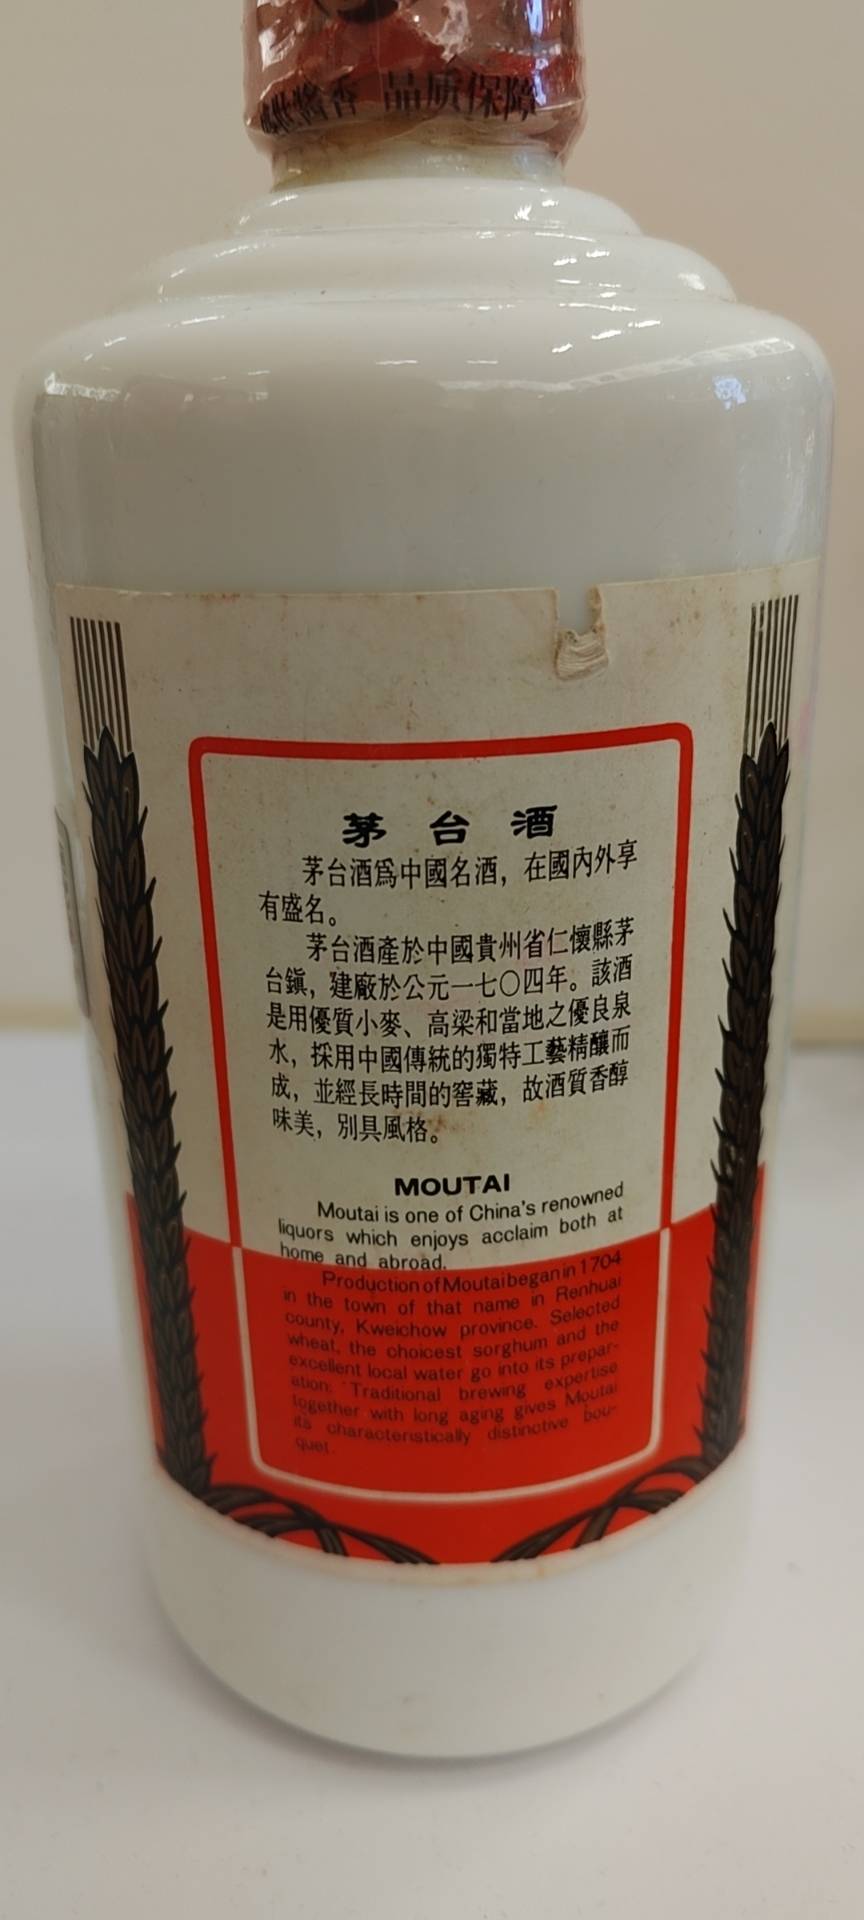 醬香 品质保障
茅台酒
茅台酒爲中國名酒，在國內外享
有盛名。
茅台酒產於中國貴州省仁懷縣茅
台鎮，建廠於公元一七〇四年。該酒
是用優質小麥、高梁和當地之優良泉
水，採用中國傳統的獨特工藝精釀而
成，並經長時間的窖藏，故酒質香醇
味美，別具風格。
MOUTAI
Moutai is one of China's renowned
liquors which enjoys acclaim both at
home and abroad.
Production of Moutai began in 1704
in the town of that name in Renhuai
county, Kweichow province. Selected
wheat, the choicest sorghum and the
excellent local water go into its prepar-
ation. Traditional brewing expertise
together with long aging gives Moutai
its characteristically distinctive bou-
quet.